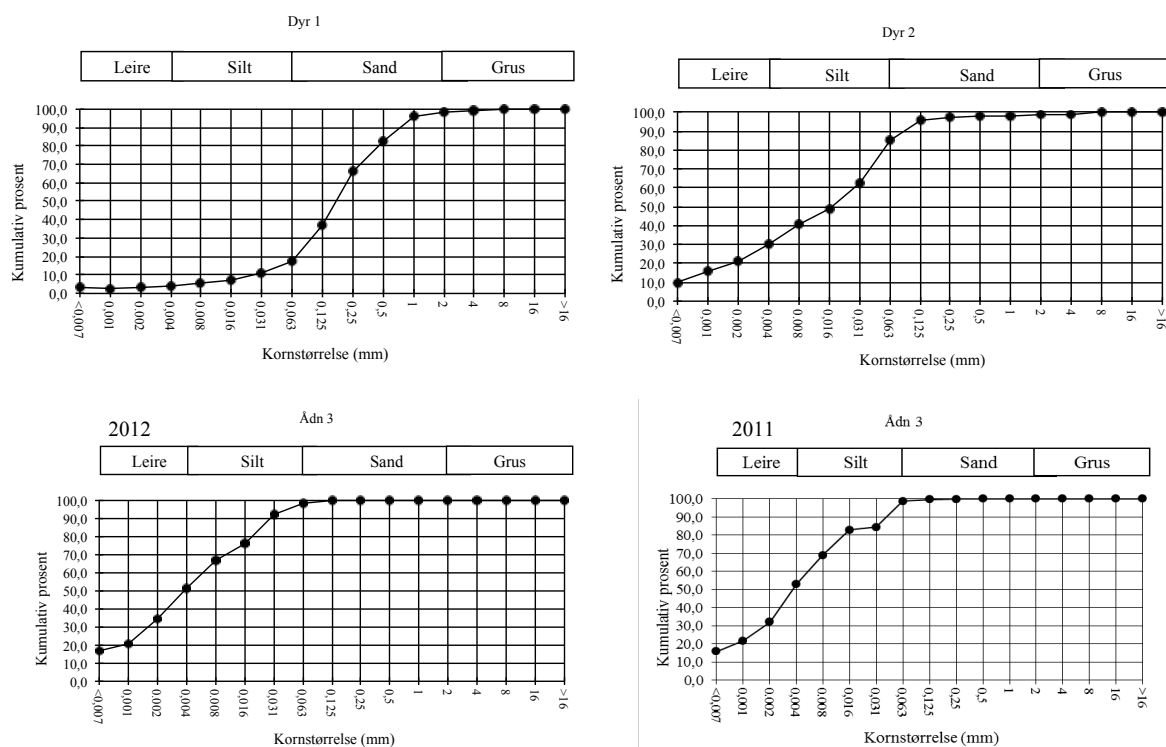 Dyr 1
Leire Silt Sand Grus
100,0
90,0
80,0
70,0
60,0
50,0
40,0
30,0
20,0
10,0
0,0
Kumulativ prosent
<0,007 0,001 0.002 0,004 0,008 0,016 0,031 0,063 0,125 0,25 0,5 1 2 4 8 16 >16
Kornstørrelse (mm)
Dyr 2
Leire Silt Sand Grus
100,0
90,0
80,0
70,0
60,0
50,0
40,0
30,0
20,0
10,0
0,0
Kumulativ prosent
<0,007 0,001 0.002 0,004 0,008 0,016 0,031 0,063 0,125 0,25 0,5 1 2 4 8 16 >16
Kornstørrelse (mm)
2012
Ådn 3
Leire Silt Sand Grus
100,0
90,0
80,0
70,0
60,0
50,0
40,0
30,0
20,0
10,0
0,0
Kumulativ prosent
<0,007 0,001 0.002 0,004 0,008 0,016 0,031 0,063 0,125 0,25 0,5 1 2 4 8 16 >16
Kornstørrelse (mm)
2011
Ådn 3
Leire Silt Sand Grus
100,0
90,0
80,0
70,0
60,0
50,0
40,0
30,0
20,0
10,0
0,0
Kumulativ prosent
<0,007 0,001 0.002 0,004 0,008 0,016 0,031 0,063 0,125 0,25 0,5 1 2 4 8 16 >16
Kornstørrelse (mm)